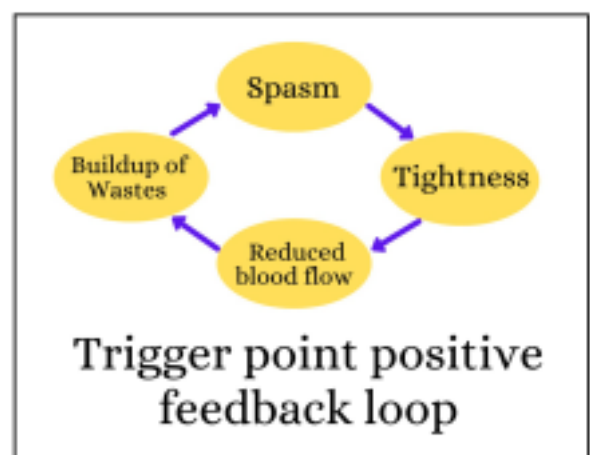 Spasm
Tightness
Reduced
blood flow
Buildup of
Wastes
Trigger point positive
feedback loop